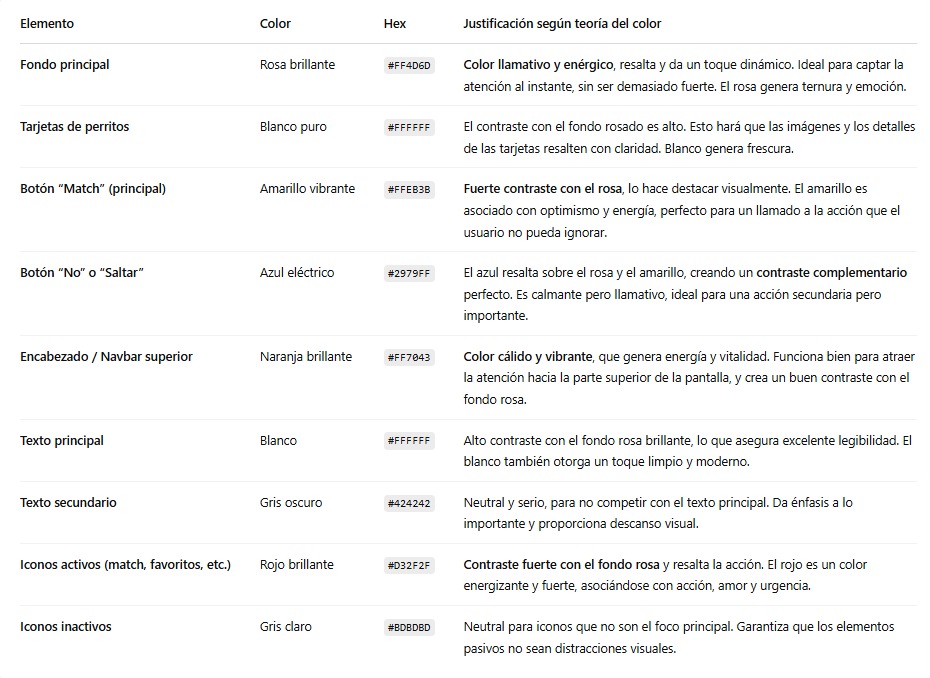 Elemento Color Hex Justificación según teoría del color
Fondo principal Rosa brillante #FF4D6D Color llamativo y enérgico, resalta y da un toque dinámico. Ideal para captar la
atención al instante, sin ser demasiado fuerte. El rosa genera ternura y emoción.
Tarjetas de perritos Blanco puro #FFFFFF El contraste con el fondo rosado es alto. Esto hará que las imágenes y los detalles
de las tarjetas resalten con claridad. Blanco genera frescura.
Botón “Match” (principal) Amarillo vibrante #FFEB3B Fuerte contraste con el rosa, lo hace destacar visualmente. El amarillo es
asociado con optimismo y energía, perfecto para un llamado a la acción que el
usuario no pueda ignorar.
Botón “No” o “Saltar” Azul eléctrico #2979FF El azul resalta sobre el rosa y el amarillo, creando un contraste complementario
perfecto. Es calmante pero llamativo, ideal para una acción secundaria pero
importante.
Encabezado / Navbar superior Naranja brillante #FF7043 Color cálido y vibrante, que genera energía y vitalidad. Funciona bien para atraer
la atención hacia la parte superior de la pantalla, y crea un buen contraste con el
fondo rosa.
Texto principal Blanco #FFFFFF Alto contraste con el fondo rosa brillante, lo que asegura excelente legibilidad. El
blanco también otorga un toque limpio y moderno.
Texto secundario Gris oscuro #424242 Neutral y serio, para no competir con el texto principal. Da énfasis a lo
importante y proporciona descanso visual.
Iconos activos (match, favoritos, etc.) Rojo brillante #D32F2F Contraste fuerte con el fondo rosa y resalta la acción. El rojo es un color
energizante y fuerte, asociándose con acción, amor y urgencia.
Iconos inactivos Gris claro #BDBDBD Neutral para iconos que no son el foco principal. Garantiza que los elementos
pasivos no sean distracciones visuales.